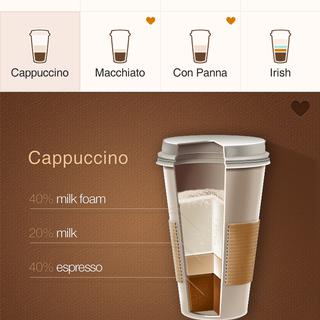 Cappuccino
Macchiato
Con Panna
Irish
Cappuccino
40% milk foam
20% milk
40% espresso